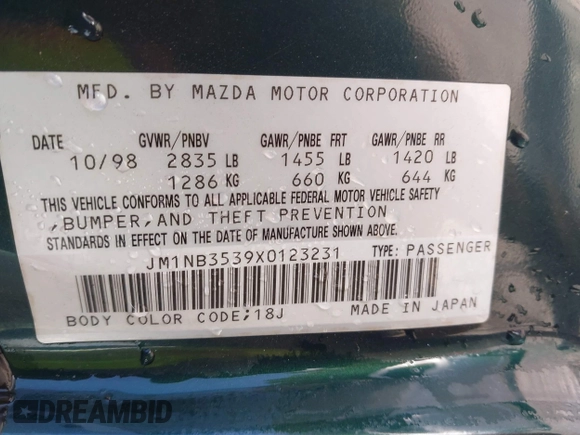 MFD. BY MAZDA MOTOR CORPORATION
DATE GVWR/PNBV GAWR/PNBE FRT GAWR/PNBE RR
10/98 2835 LB 1455 LB 1420 LB
1286 KG 660 KG 644 KG
THIS VEHICLE CONFORMS TO ALL APPLICABLE FEDERAL MOTOR VEHICLE SAFETY
,BUMPER,AND THEFT PREVENTION
STANDARDS IN EFFECT ON THE DATE OF MANUFACTURE SHOWN ABOVE.
JM1NB3539X0123231 TYPE: PASSENGER
BODY COLOR CODE;18J MADE IN JAPAN
DREAMBID